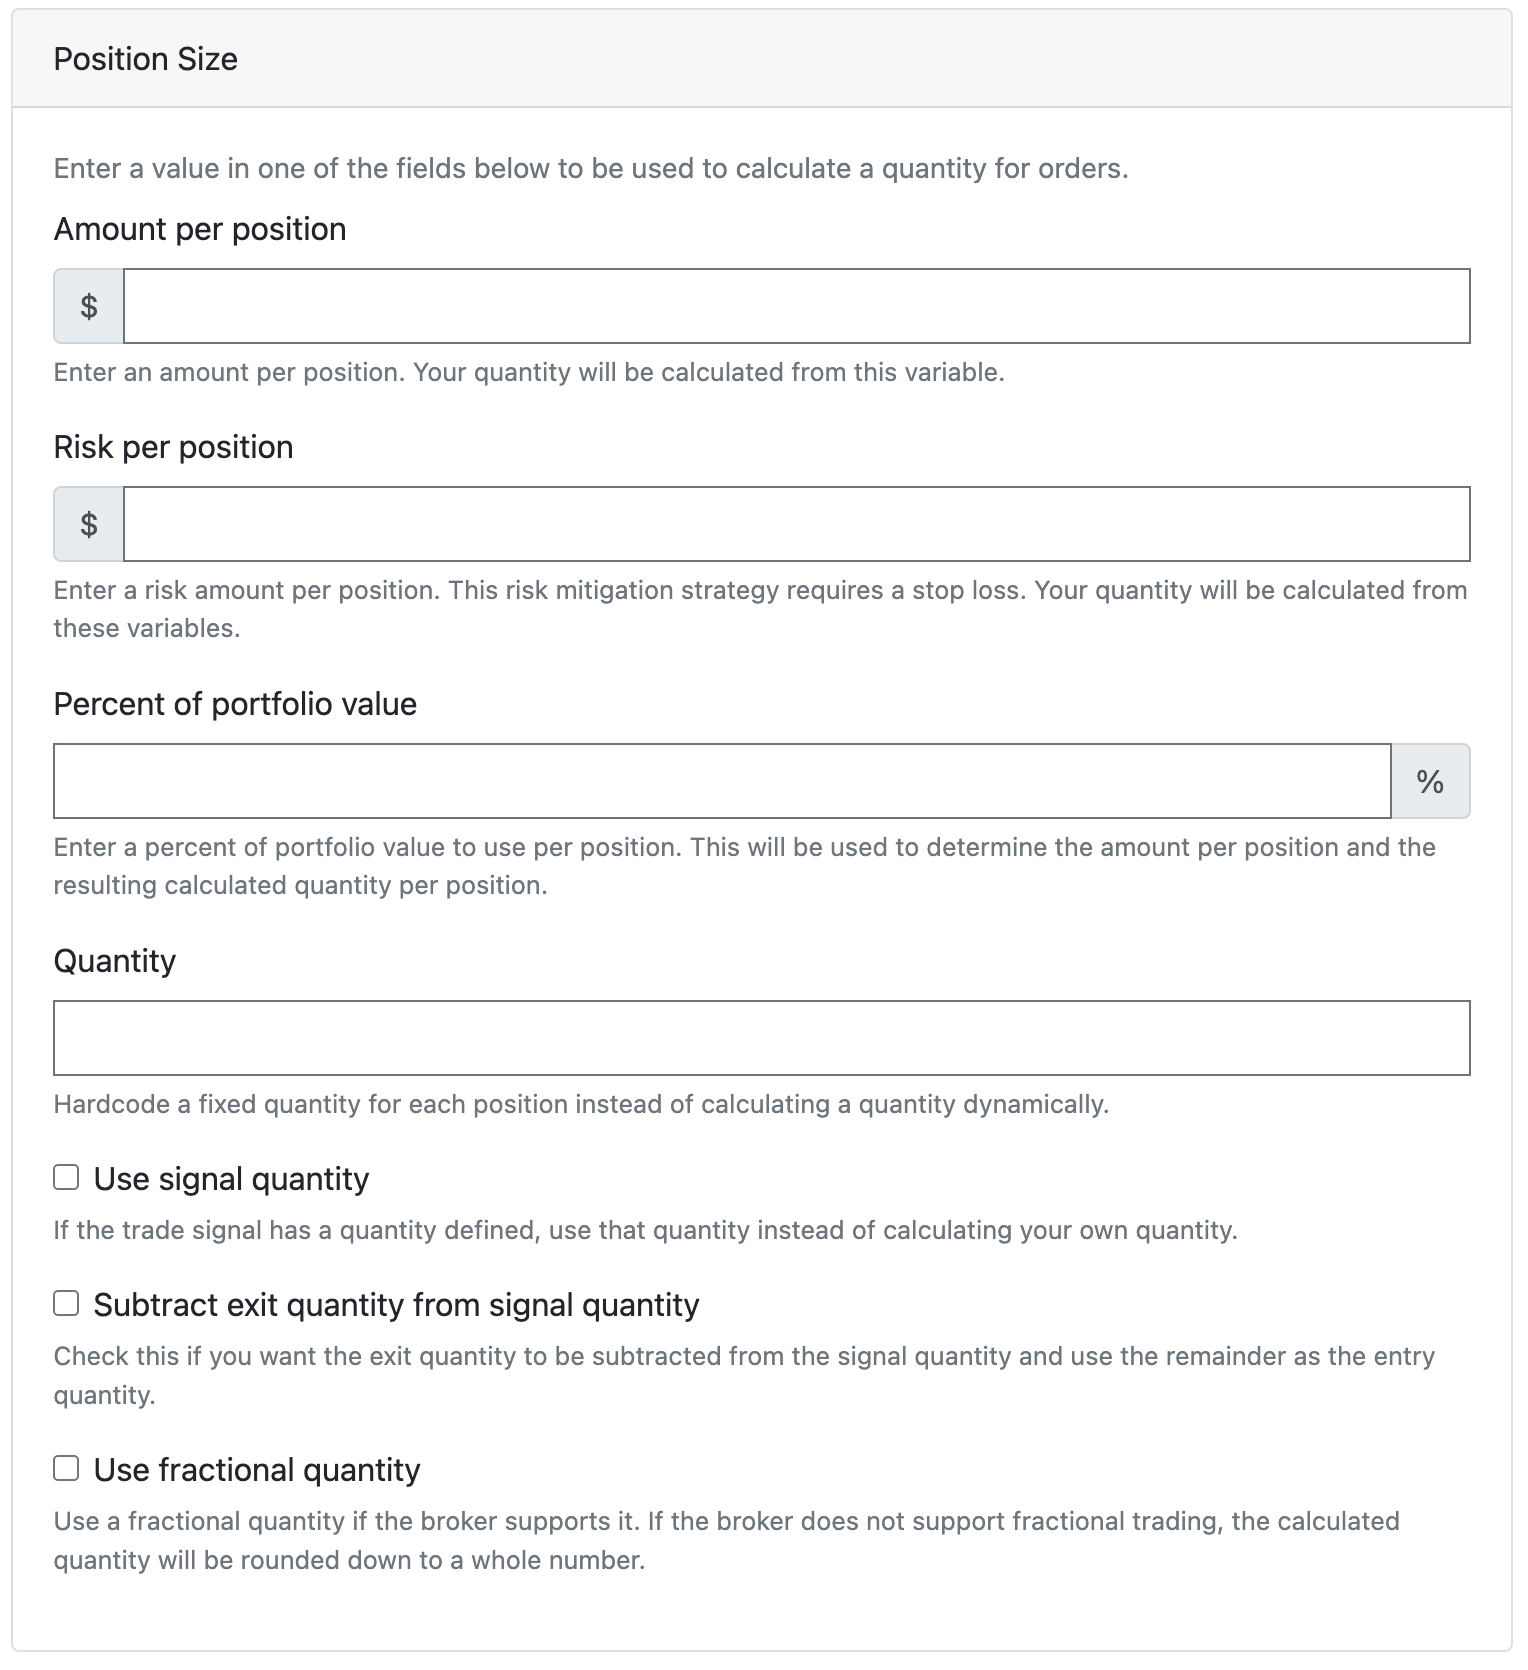 Position Size
Enter a value in one of the fields below to be used to calculate a quantity for orders.
Amount per position
$
Enter an amount per position. Your quantity will be calculated from this variable.
Risk per position
$
Enter a risk amount per position. This risk mitigation strategy requires a stop loss. Your quantity will be calculated from
these variables.
Percent of portfolio value
%
Enter a percent of portfolio value to use per position. This will be used to determine the amount per position and the
resulting calculated quantity per position.
Quantity
Hardcode a fixed quantity for each position instead of calculating a quantity dynamically.
Use signal quantity
If the trade signal has a quantity defined, use that quantity instead of calculating your own quantity.
Subtract exit quantity from signal quantity
Check this if you want the exit quantity to be subtracted from the signal quantity and use the remainder as the entry
quantity.
Use fractional quantity
Use a fractional quantity if the broker supports it. If the broker does not support fractional trading, the calculated
quantity will be rounded down to a whole number.